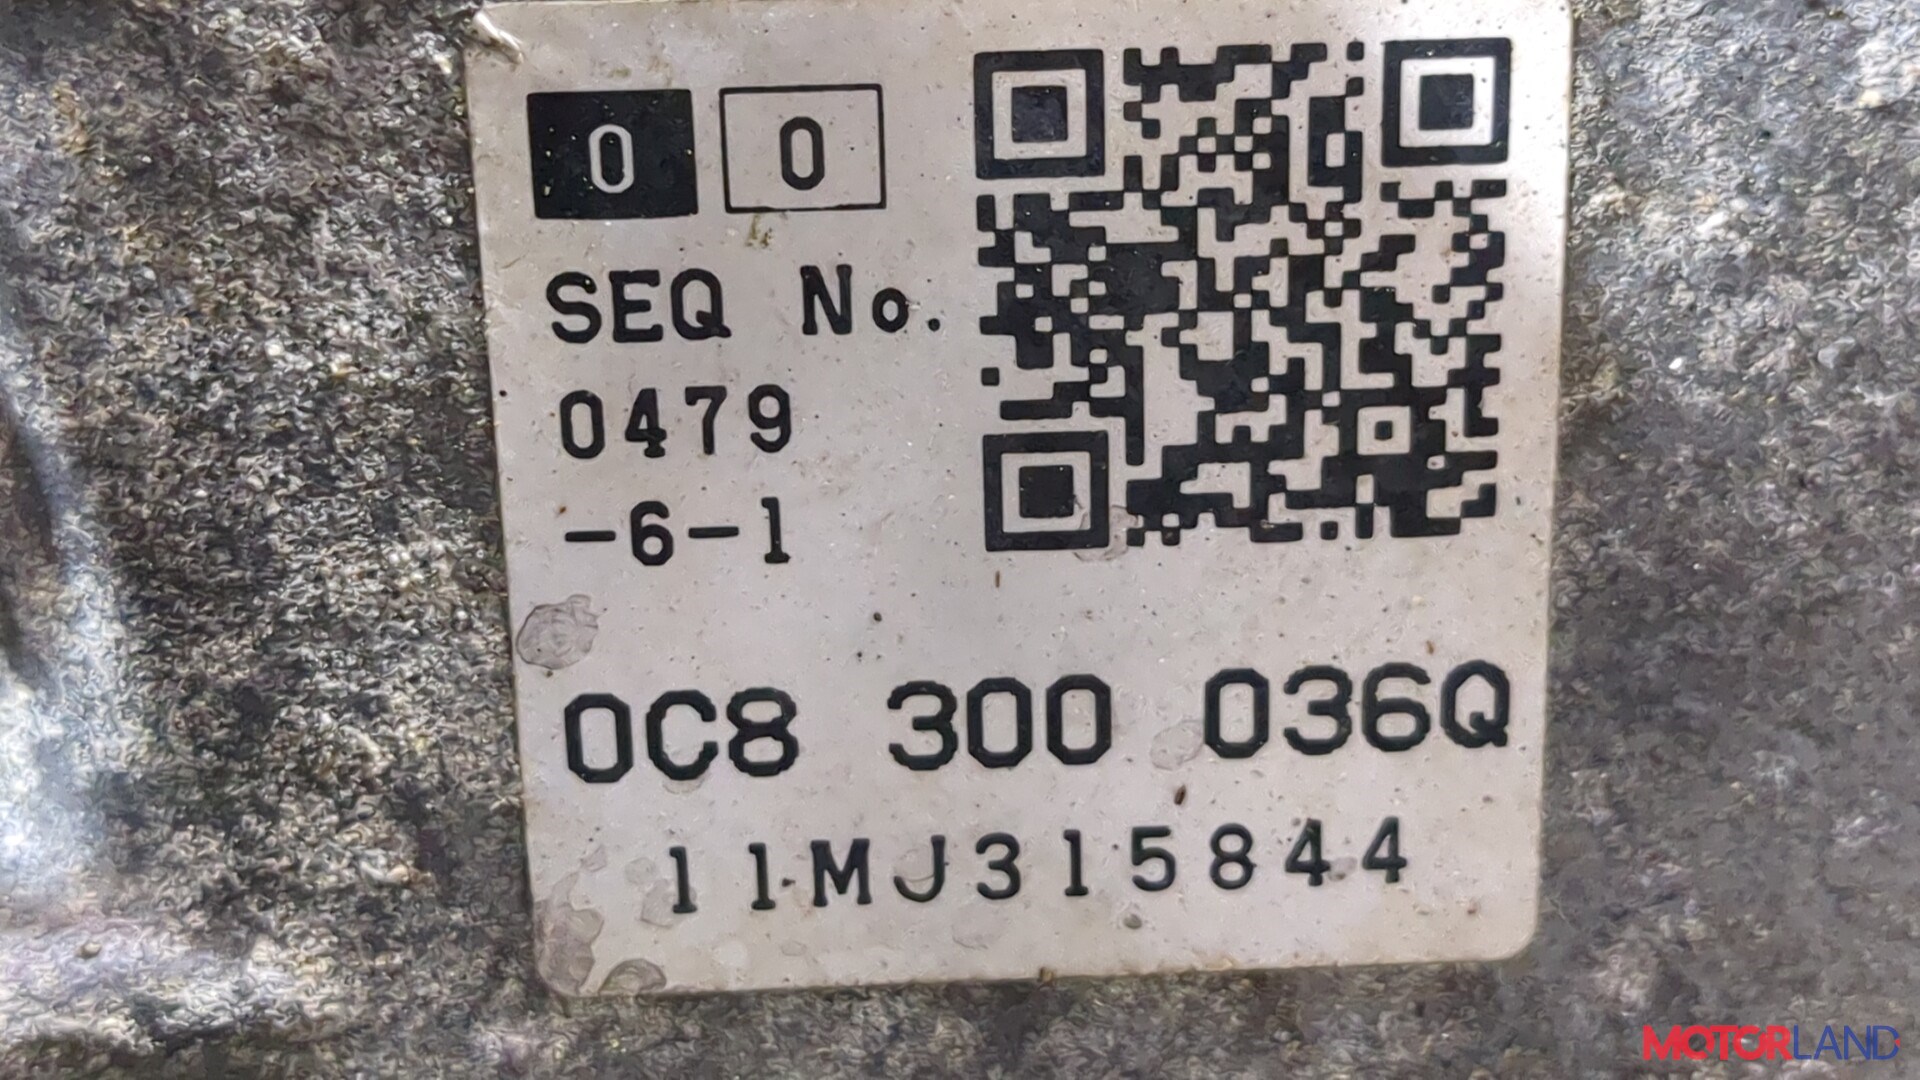 0 0
SEQ No.
0479
-6-1
0C8 300 036Q
11MJ315844
MOTORLAND